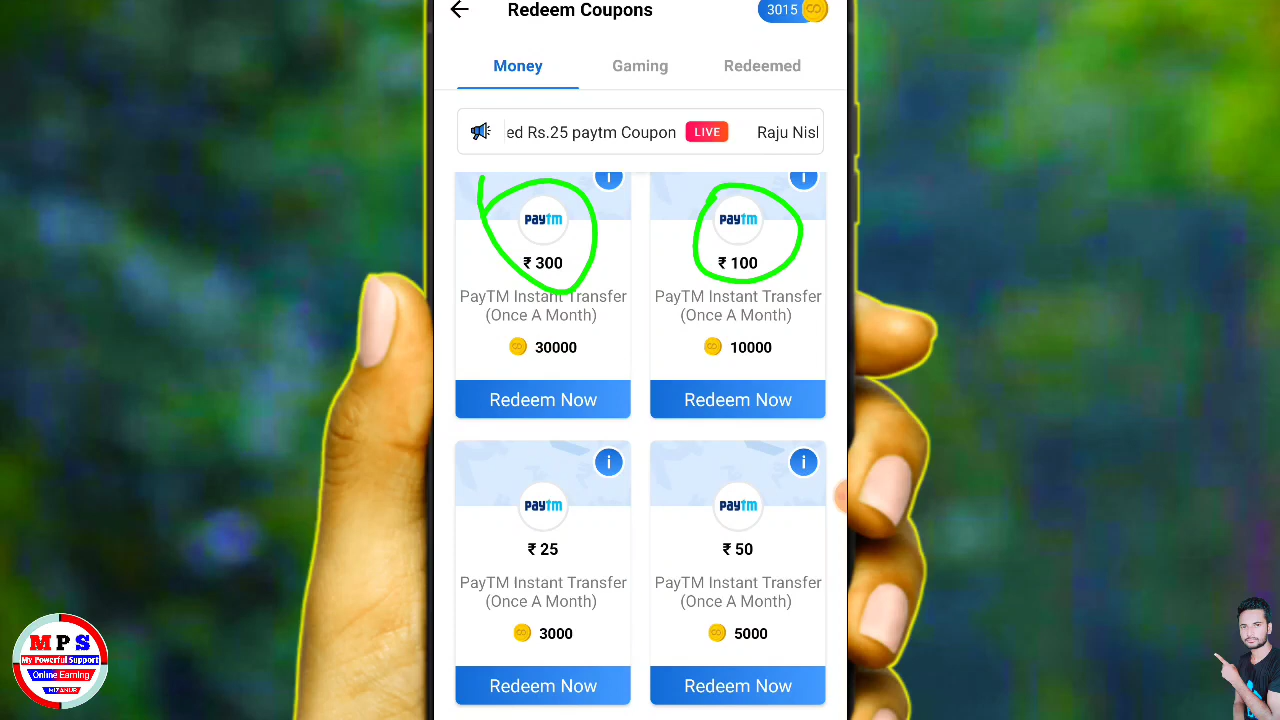 Redeem Coupons
3015
Money
Gaming
Redeemed
ed Rs.25 paytm Coupon
LIVE
Raju Nisl
i
i
paytm
paytm
₹ 300
₹ 100
PayTM Instant Transfer
(Once A Month)
PayTM Instant Transfer
(Once A Month)
30000
10000
Redeem Now
Redeem Now
i
i
paytm
paytm
₹ 25
₹ 50
PayTM Instant Transfer
(Once A Month)
PayTM Instant Transfer
(Once A Month)
3000
5000
Redeem Now
Redeem Now
M P S
My Powerful Support
Online Earning
MIZANUR